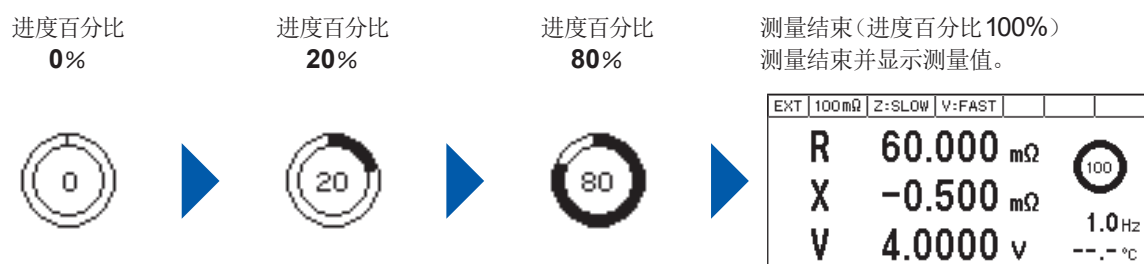 进度百分比
0%
进度百分比
20%
进度百分比
80%
测量结束(进度百分比100%)
测量结束并显示测量值。
0
20
80
EXT 100mΩ Z:SLOW V:FAST
R 60.000 mΩ
100
X -0.500 mΩ
1.0 Hz
V 4.0000 V
--.- °C